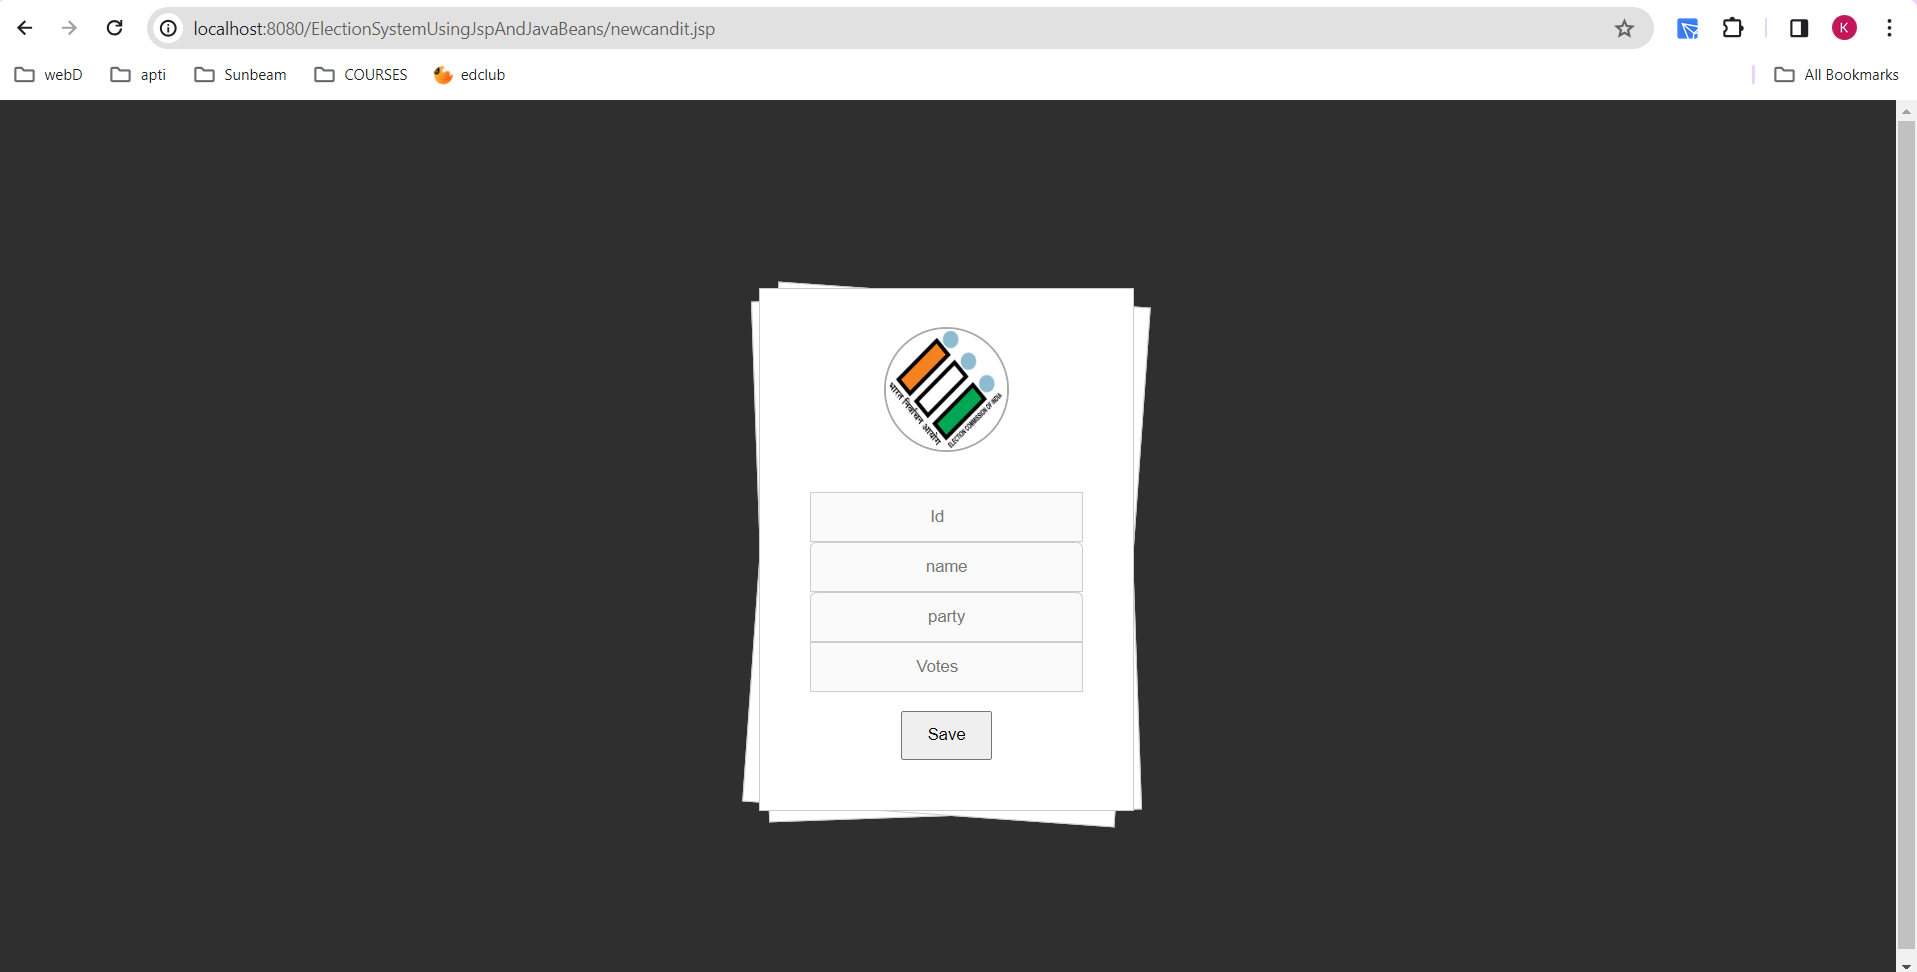 localhost:8080/ElectionSystemUsingJspAndJavaBeans/newcandit.jsp
K
webD
apti
Sunbeam
COURSES
edclub
All Bookmarks
भारत निर्वाचन आयोग
ELECTION COMMISSION OF INDIA
Id
name
party
Votes
Save